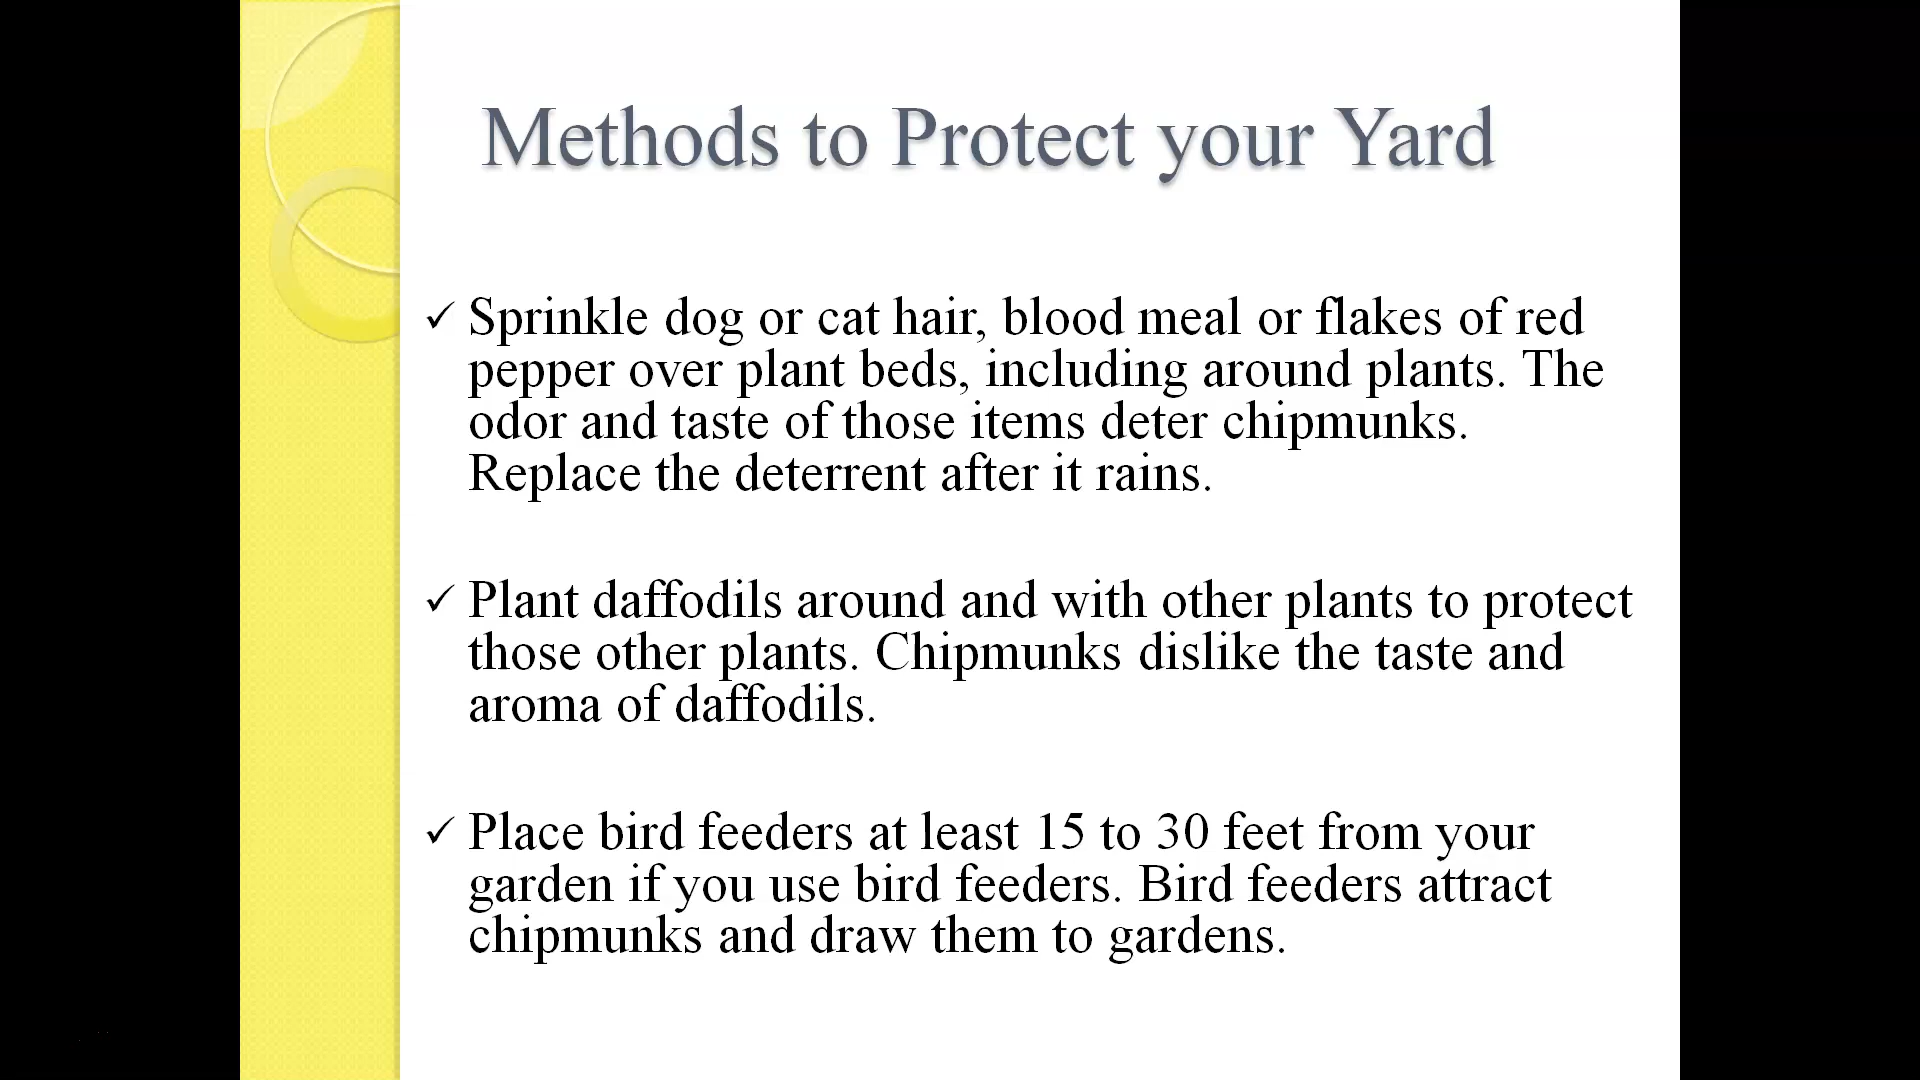 Methods to Protect your Yard
✓ Sprinkle dog or cat hair, blood meal or flakes of red
pepper over plant beds, including around plants. The
odor and taste of those items deter chipmunks.
Replace the deterrent after it rains.
✓ Plant daffodils around and with other plants to protect
those other plants. Chipmunks dislike the taste and
aroma of daffodils.
✓ Place bird feeders at least 15 to 30 feet from your
garden if you use bird feeders. Bird feeders attract
chipmunks and draw them to gardens.